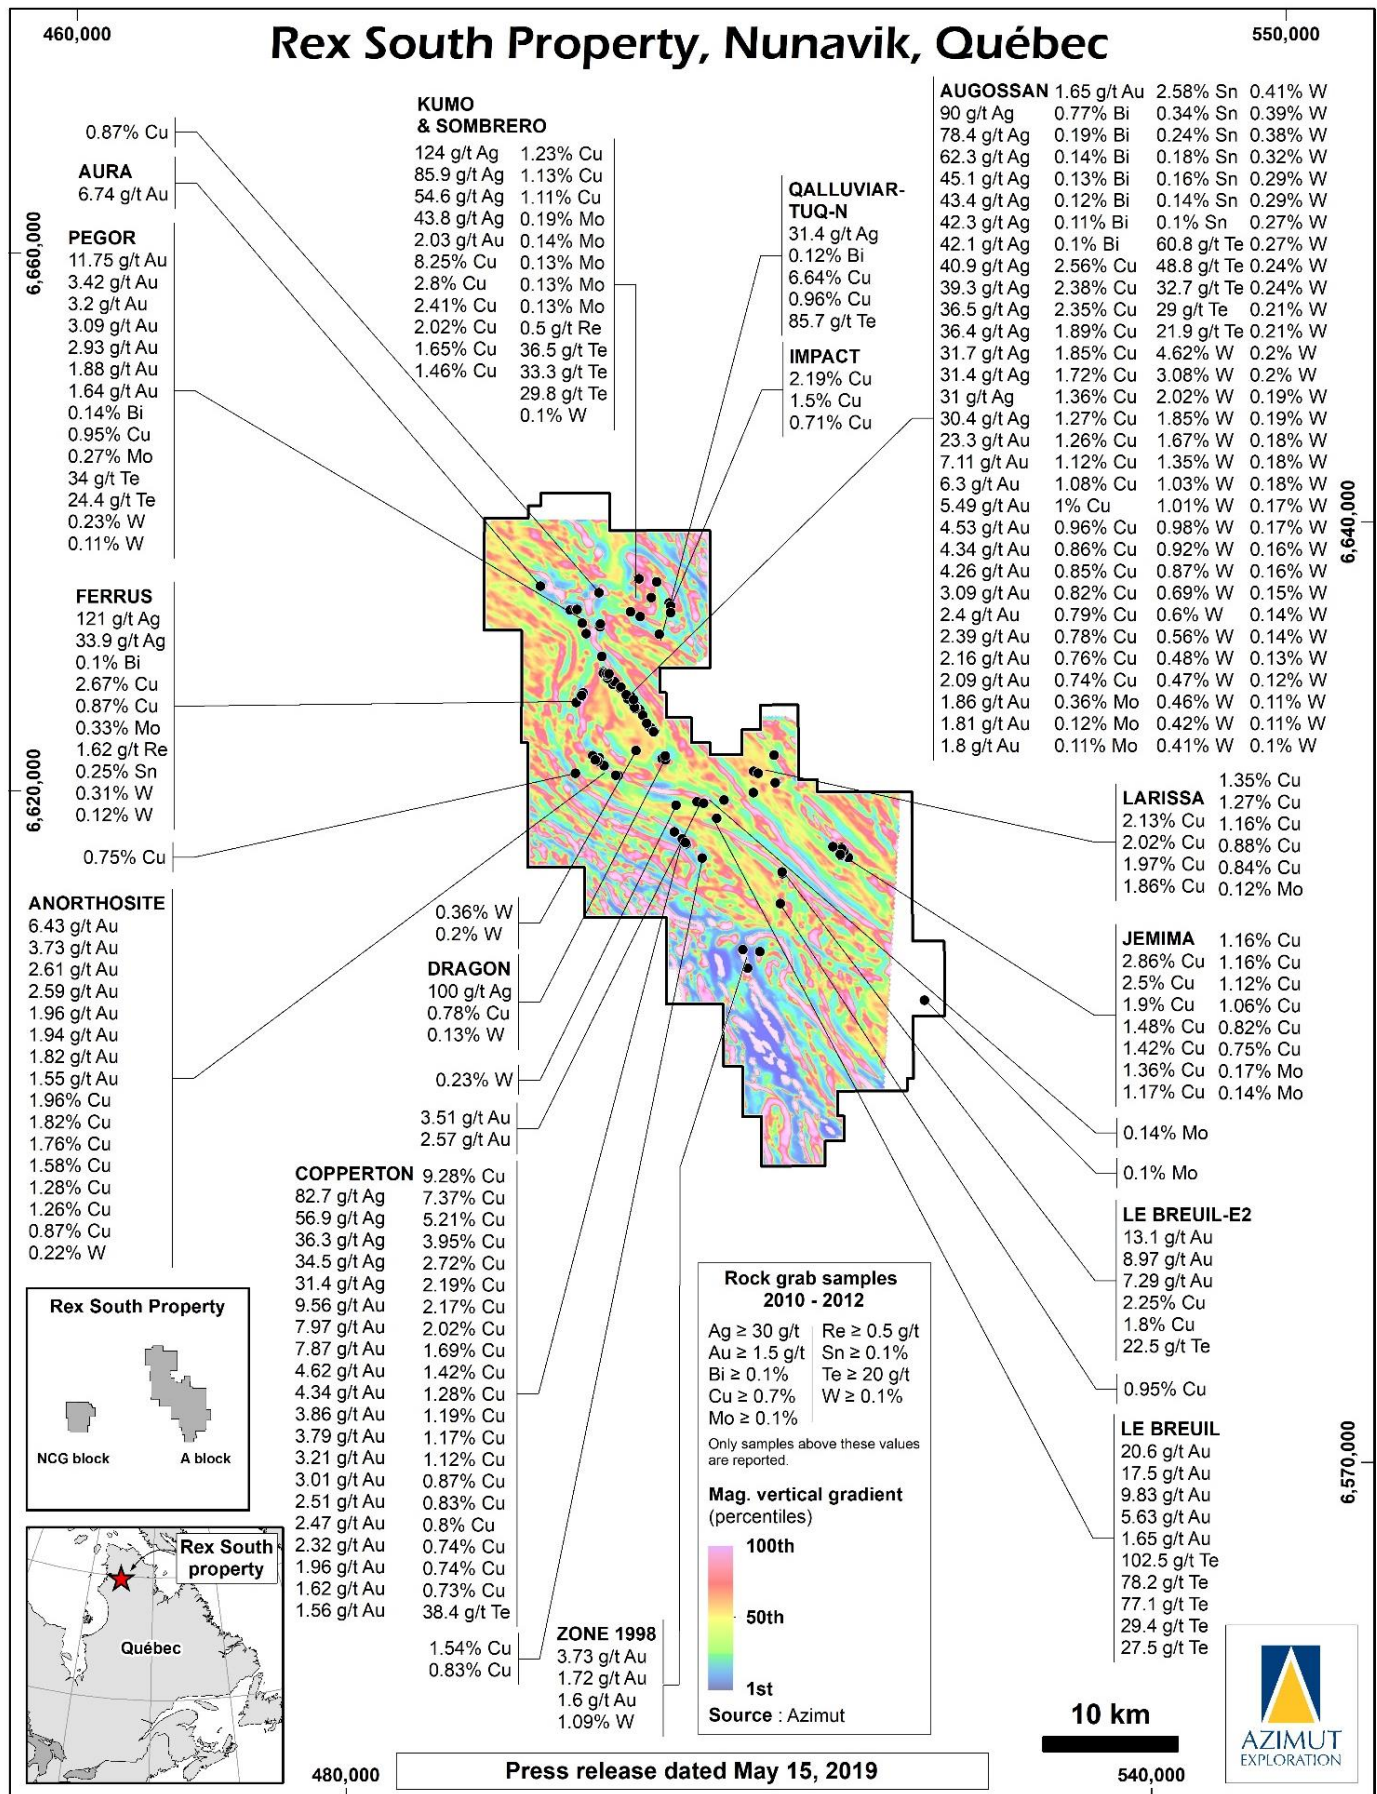 460,000
550,000
Rex South Property, Nunavik, Québec
0.87% Cu
AURA
6.74 g/t Au
6,660,000
PEGOR
11.75 g/t Au
3.42 g/t Au
3.2 g/t Au
3.09 g/t Au
2.93 g/t Au
1.88 g/t Au
1.64 g/t Au
0.14% Bi
0.95% Cu
0.27% Mo
34 g/t Te
24.4 g/t Te
0.23% W
0.11% W
KUMO
& SOMBRERO
124 g/t Ag 1.23% Cu
85.9 g/t Ag 1.13% Cu
54.6 g/t Ag 1.11% Cu
43.8 g/t Ag 0.19% Mo
2.03 g/t Au 0.14% Mo
8.25% Cu 0.13% Mo
2.8% Cu 0.13% Mo
2.41% Cu 0.13% Mo
2.02% Cu 0.5 g/t Re
1.65% Cu 36.5 g/t Te
1.46% Cu 33.3 g/t Te
29.8 g/t Te
0.1% W
QALLUVIAR-
TUQ-N
31.4 g/t Ag
0.12% Bi
6.64% Cu
0.96% Cu
85.7 g/t Te
IMPACT
2.19% Cu
1.5% Cu
0.71% Cu
AUGOSSAN 1.65 g/t Au 2.58% Sn 0.41% W
90 g/t Ag 0.77% Bi 0.34% Sn 0.39% W
78.4 g/t Ag 0.19% Bi 0.24% Sn 0.38% W
62.3 g/t Ag 0.14% Bi 0.18% Sn 0.32% W
45.1 g/t Ag 0.13% Bi 0.16% Sn 0.29% W
43.4 g/t Ag 0.12% Bi 0.14% Sn 0.29% W
42.3 g/t Ag 0.11% Bi 0.1% Sn 0.27% W
42.1 g/t Ag 0.1% Bi 60.8 g/t Te 0.27% W
40.9 g/t Ag 2.56% Cu 48.8 g/t Te 0.24% W
39.3 g/t Ag 2.38% Cu 32.7 g/t Te 0.24% W
36.5 g/t Ag 2.35% Cu 29 g/t Te 0.21% W
36.4 g/t Ag 1.89% Cu 21.9 g/t Te 0.21% W
31.7 g/t Ag 1.85% Cu 4.62% W 0.2% W
31.4 g/t Ag 1.72% Cu 3.08% W 0.2% W
31 g/t Ag 1.36% Cu 2.02% W 0.19% W
30.4 g/t Ag 1.27% Cu 1.85% W 0.19% W
23.3 g/t Au 1.26% Cu 1.67% W 0.18% W
7.11 g/t Au 1.12% Cu 1.35% W 0.18% W
6.3 g/t Au 1.08% Cu 1.03% W 0.18% W
5.49 g/t Au 1% Cu 1.01% W 0.17% W
4.53 g/t Au 0.96% Cu 0.98% W 0.17% W
4.34 g/t Au 0.86% Cu 0.92% W 0.16% W
4.26 g/t Au 0.85% Cu 0.87% W 0.16% W
3.09 g/t Au 0.82% Cu 0.69% W 0.15% W
2.4 g/t Au 0.79% Cu 0.6% W 0.14% W
2.39 g/t Au 0.78% Cu 0.56% W 0.14% W
2.16 g/t Au 0.76% Cu 0.48% W 0.13% W
2.09 g/t Au 0.74% Cu 0.47% W 0.12% W
1.86 g/t Au 0.36% Mo 0.46% W 0.11% W
1.81 g/t Au 0.12% Mo 0.42% W 0.11% W
1.8 g/t Au 0.11% Mo 0.41% W 0.1% W
6,640,000
FERRUS
121 g/t Ag
33.9 g/t Ag
0.1% Bi
2.67% Cu
0.87% Cu
0.33% Mo
1.62 g/t Re
0.25% Sn
0.31% W
0.12% W
6,620,000
0.75% Cu
ANORTHOSITE
6.43 g/t Au
3.73 g/t Au
2.61 g/t Au
2.59 g/t Au
1.96 g/t Au
1.94 g/t Au
1.82 g/t Au
1.55 g/t Au
1.96% Cu
1.82% Cu
1.76% Cu
1.58% Cu
1.28% Cu
1.26% Cu
0.87% Cu
0.22% W
0.36% W
0.2% W
DRAGON
100 g/t Ag
0.78% Cu
0.13% W
0.23% W
3.51 g/t Au
2.57 g/t Au
COPPERTON 9.28% Cu
82.7 g/t Ag 7.37% Cu
56.9 g/t Ag 5.21% Cu
36.3 g/t Ag 3.95% Cu
34.5 g/t Ag 2.72% Cu
31.4 g/t Ag 2.19% Cu
9.56 g/t Au 2.17% Cu
7.97 g/t Au 2.02% Cu
7.87 g/t Au 1.69% Cu
4.62 g/t Au 1.42% Cu
4.34 g/t Au 1.28% Cu
3.86 g/t Au 1.19% Cu
3.79 g/t Au 1.17% Cu
3.21 g/t Au 1.12% Cu
3.01 g/t Au 0.87% Cu
2.51 g/t Au 0.83% Cu
2.47 g/t Au 0.8% Cu
2.32 g/t Au 0.74% Cu
1.96 g/t Au 0.74% Cu
1.62 g/t Au 0.73% Cu
1.56 g/t Au 38.4 g/t Te
1.54% Cu
0.83% Cu
ZONE 1998
3.73 g/t Au
1.72 g/t Au
1.6 g/t Au
1.09% W
1.35% Cu
LARISSA 1.27% Cu
2.13% Cu 1.16% Cu
2.02% Cu 0.88% Cu
1.97% Cu 0.84% Cu
1.86% Cu 0.12% Mo
JEMIMA 1.16% Cu
2.86% Cu 1.16% Cu
2.5% Cu 1.12% Cu
1.9% Cu 1.06% Cu
1.48% Cu 0.82% Cu
1.42% Cu 0.75% Cu
1.36% Cu 0.17% Mo
1.17% Cu 0.14% Mo
0.14% Mo
0.1% Mo
LE BREUIL-E2
13.1 g/t Au
8.97 g/t Au
7.29 g/t Au
2.25% Cu
1.8% Cu
22.5 g/t Te
0.95% Cu
LE BREUIL
20.6 g/t Au
17.5 g/t Au
9.83 g/t Au
5.63 g/t Au
1.65 g/t Au
102.5 g/t Te
78.2 g/t Te
77.1 g/t Te
29.4 g/t Te
27.5 g/t Te
6,570,000
Rex South Property
NCG block
A block
Rex South
property
Québec
Rock grab samples
2010 - 2012
Ag ≥ 30 g/t Re ≥ 0.5 g/t
Au ≥ 1.5 g/t Sn ≥ 0.1%
Bi ≥ 0.1% Te ≥ 20 g/t
Cu ≥ 0.7% W ≥ 0.1%
Mo ≥ 0.1%
Only samples above these values
are reported.
Mag. vertical gradient
(percentiles)
100th
50th
1st
Source : Azimut
10 km
AZIMUT
EXPLORATION
480,000
Press release dated May 15, 2019
540,000